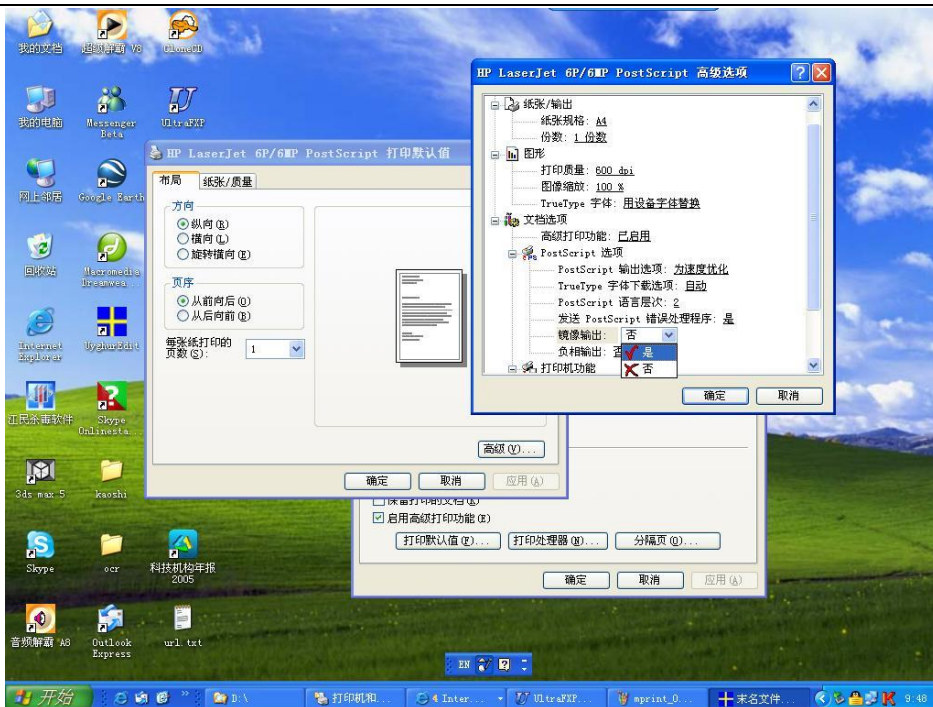 我的文档
超级解霸 V8
CloneCD
我的电脑
Messenger
Beta
UltraFXP
网上邻居
Google Earth
回收站
Macromedia
Dreamwea...
Internet
Explorer
UyghurEdit
江民杀毒软件
Skype
Onlinesta...
3ds max 5
kaoshi
Skype
ocr
科技机构年报
2005
音频解霸 A8
Outlook
Express
url.txt
HP LaserJet 6P/6MP PostScript 打印默认值
布局
纸张/质量
方向
纵向(R)
横向(L)
旋转横向(E)
页序
从前向后(O)
从后向前(B)
每张纸打印的
页数(S):
1
高级(V)...
确定
取消
应用(A)
HP LaserJet 6P/6MP PostScript 高级选项
纸张/输出
纸张规格: A4
份数: 1 份数
图形
打印质量: 600 dpi
图像缩放: 100 %
TrueType 字体: 用设备字体替换
文档选项
高级打印功能: 已启用
PostScript 选项
PostScript 输出选项: 为速度优化
TrueType 字体下载选项: 自动
PostScript 语言层次: 2
发送 PostScript 错误处理程序: 是
镜像输出: 否
负相输出: 否
是
否
打印机功能
确定
取消
保留打印的文档(K)
启用高级打印功能(E)
打印默认值(F)...
打印处理器(N)...
分隔页(O)...
确定
取消
应用(A)
EN
开始
D:\
打印机和...
4 Inter...
UltraFXP...
mprint_0...
未名文件...
9:48